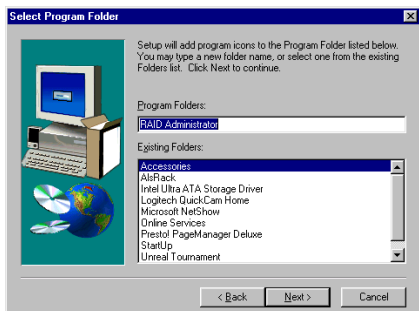 Select Program Folder
Setup will add program icons to the Program Folder listed below.
You may type a new folder name, or select one from the existing
Folders list. Click Next to continue.
Program Folders:
RAID Administrator
Existing Folders:
Accessories
AlsRack
Intel Ultra ATA Storage Driver
Logitech QuickCam Home
Microsoft NetShow
Online Services
Presto! PageManager Deluxe
StartUp
Unreal Tournament
< Back
Next >
Cancel